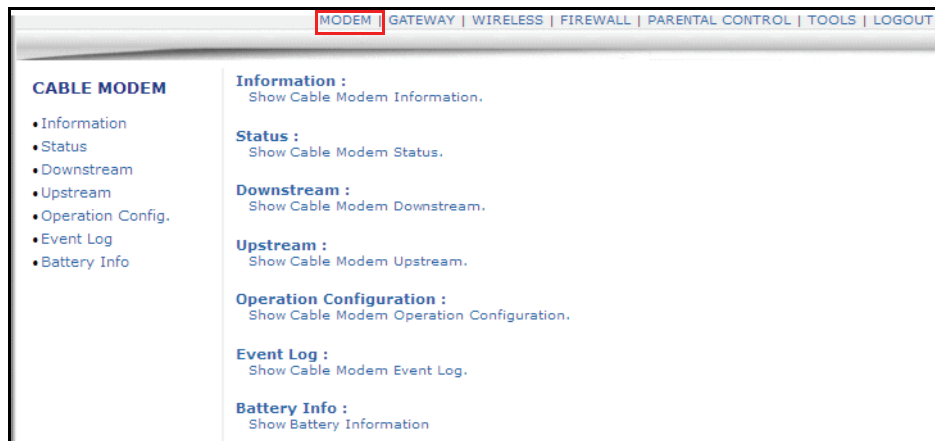 MODEM | GATEWAY | WIRELESS | FIREWALL | PARENTAL CONTROL | TOOLS | LOGOUT
CABLE MODEM
•Information
•Status
•Downstream
•Upstream
•Operation Config.
•Event Log
•Battery Info
Information :
Show Cable Modem Information.
Status :
Show Cable Modem Status.
Downstream :
Show Cable Modem Downstream.
Upstream :
Show Cable Modem Upstream.
Operation Configuration :
Show Cable Modem Operation Configuration.
Event Log :
Show Cable Modem Event Log.
Battery Info :
Show Battery Information